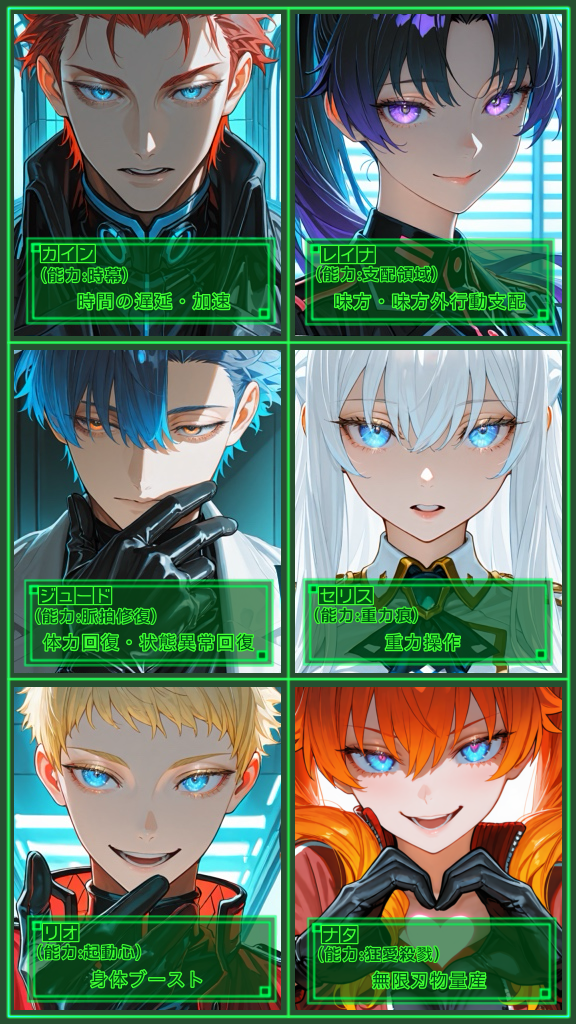 カイン
(能力:時幕)
時間の遅延・加速
レイナ
(能力:支配領域)
味方・味方外行動支配
ジュード
(能力:脈拍修復)
体力回復・状態異常回復
セリス
(能力:重力痕)
重力操作
リオ
(能力:起動心)
身体ブースト
ナタ
(能力:狂愛殺戮)
無限刃物量産